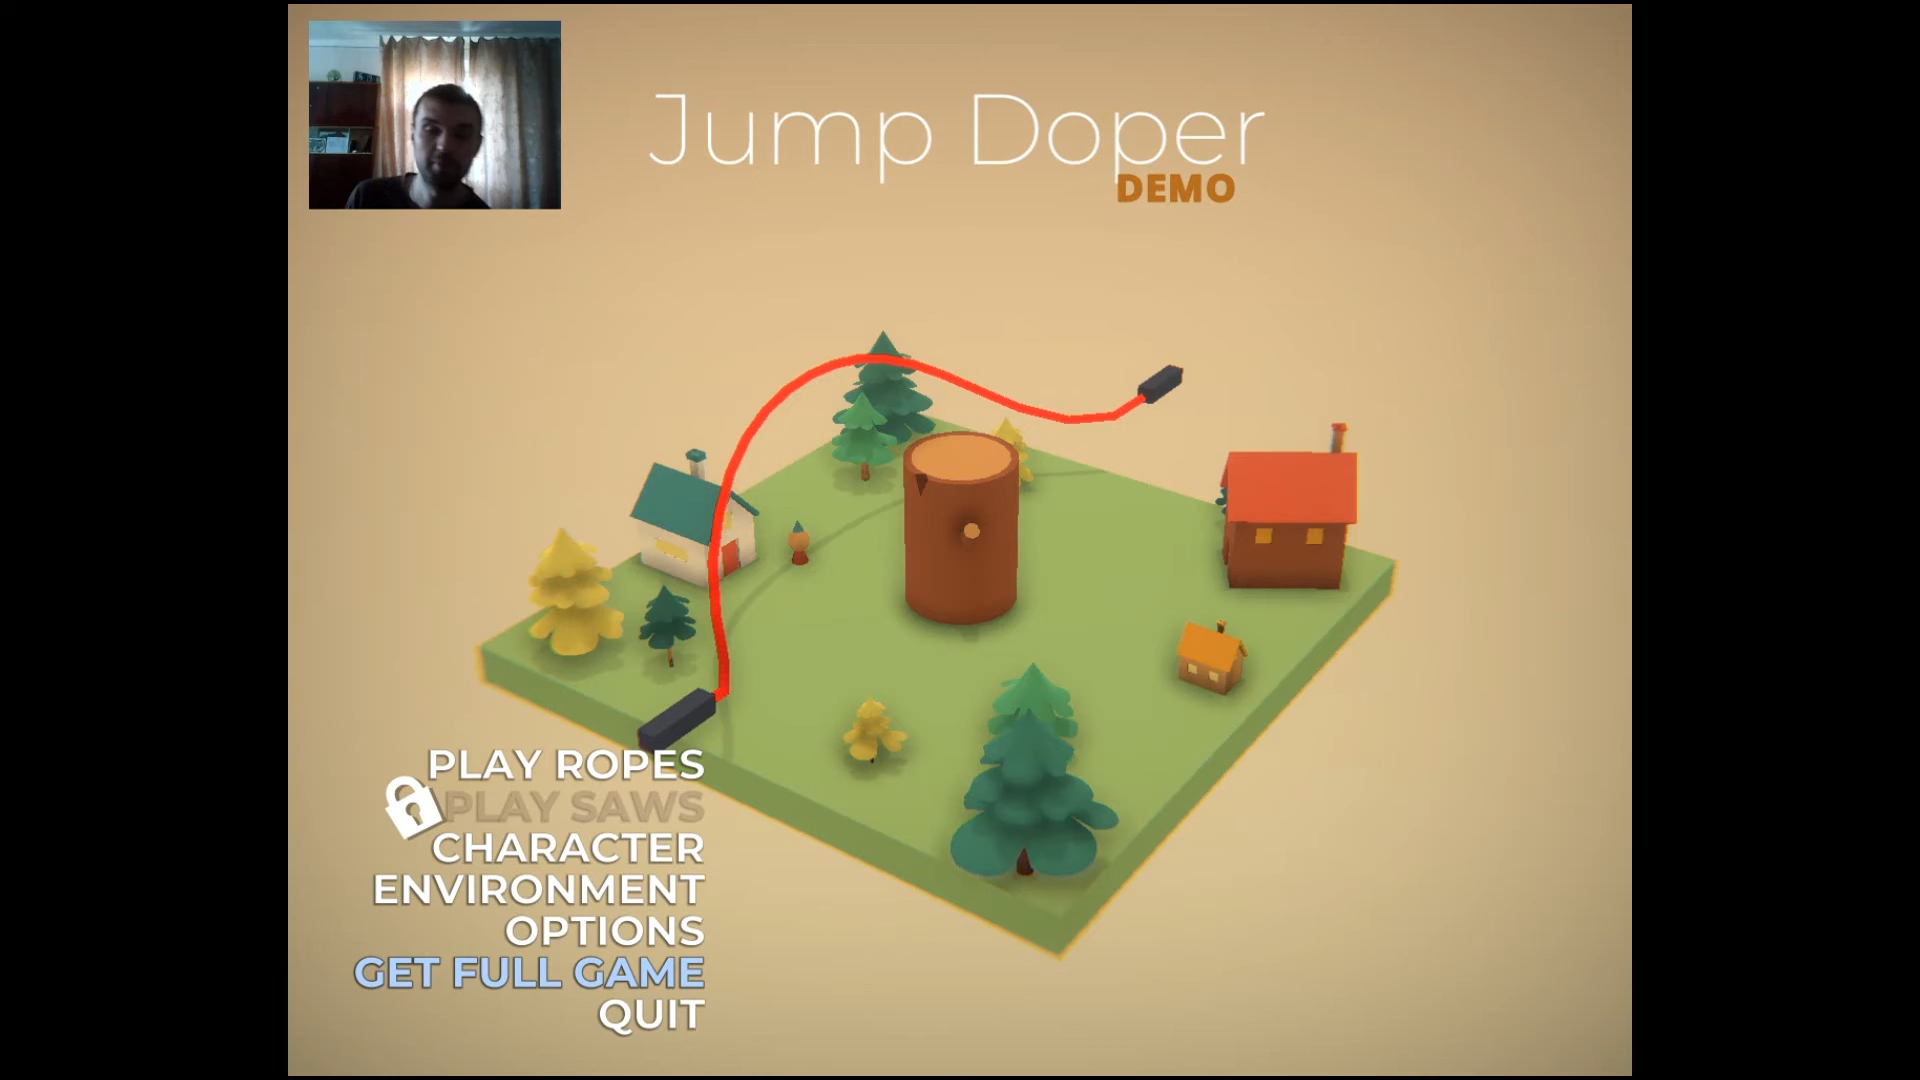 Jump Doper
DEMO
PLAY ROPES
PLAY SAWS
CHARACTER
ENVIRONMENT
OPTIONS
GET FULL GAME
QUIT